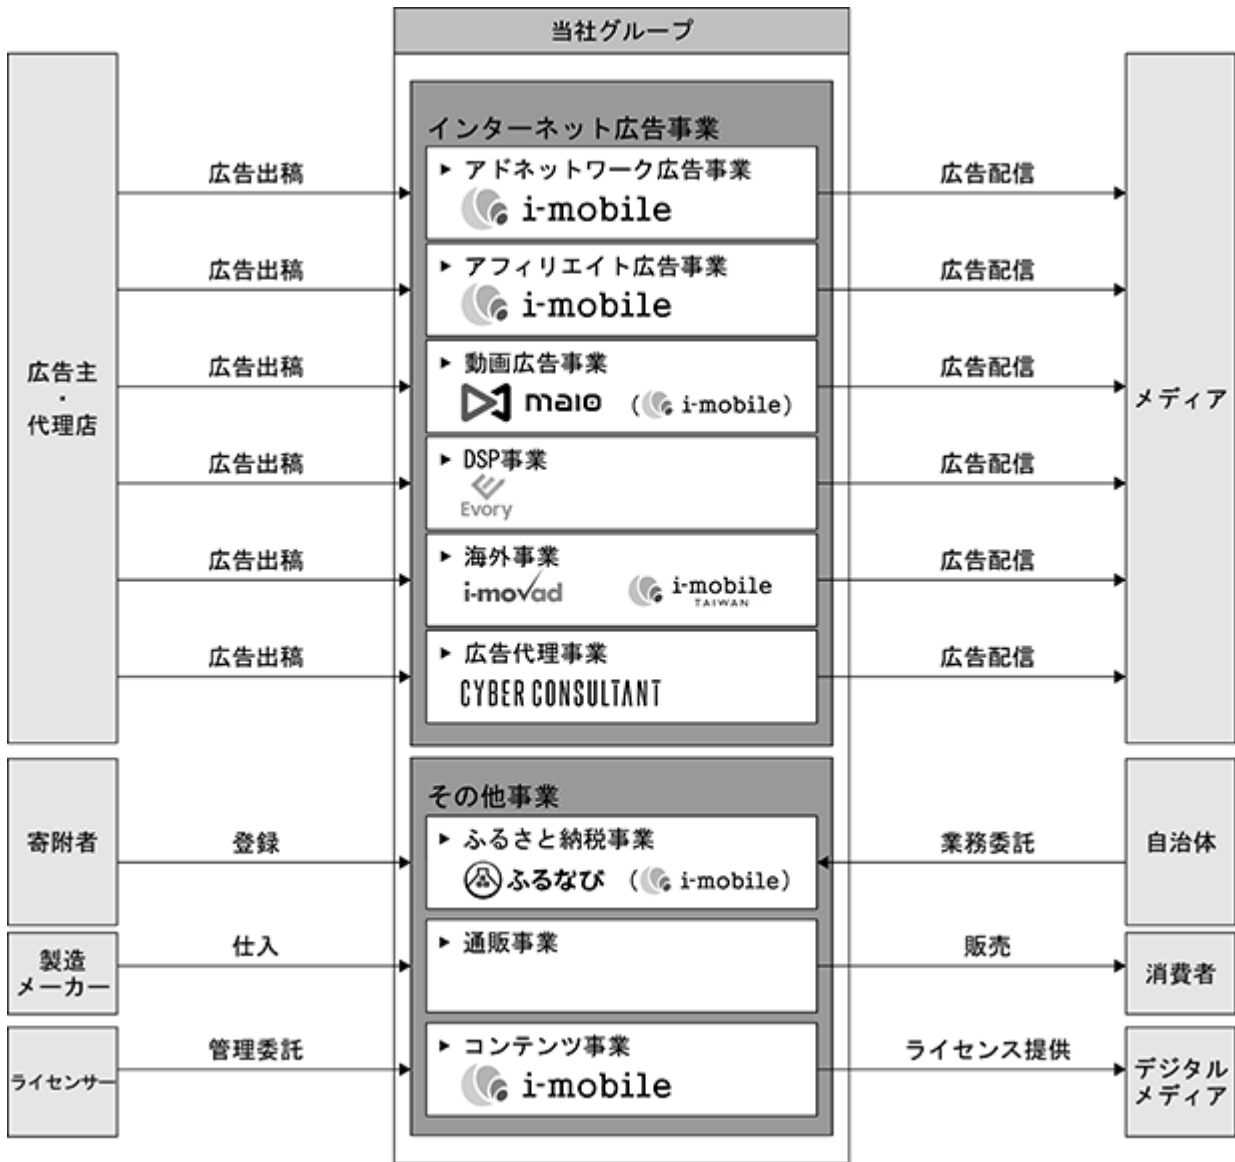 当社グループ
インターネット広告事業
広告主
・
代理店
広告出稿
▶ アドネットワーク広告事業
i-mobile
広告配信
メディア
広告出稿
▶ アフィリエイト広告事業
i-mobile
広告配信
広告出稿
▶ 動画広告事業
maio (i-mobile)
広告配信
広告出稿
▶ DSP事業
Evory
広告配信
広告出稿
▶ 海外事業
i-movad i-mobile
TAIWAN
広告配信
広告出稿
▶ 広告代理事業
CYBER CONSULTANT
広告配信
その他事業
寄附者
登録
▶ ふるさと納税事業
ふるなび (i-mobile)
業務委託
自治体
製造
メーカー
仕入
▶ 通販事業
販売
消費者
ライセンサー
管理委託
▶ コンテンツ事業
i-mobile
ライセンス提供
デジタル
メディア